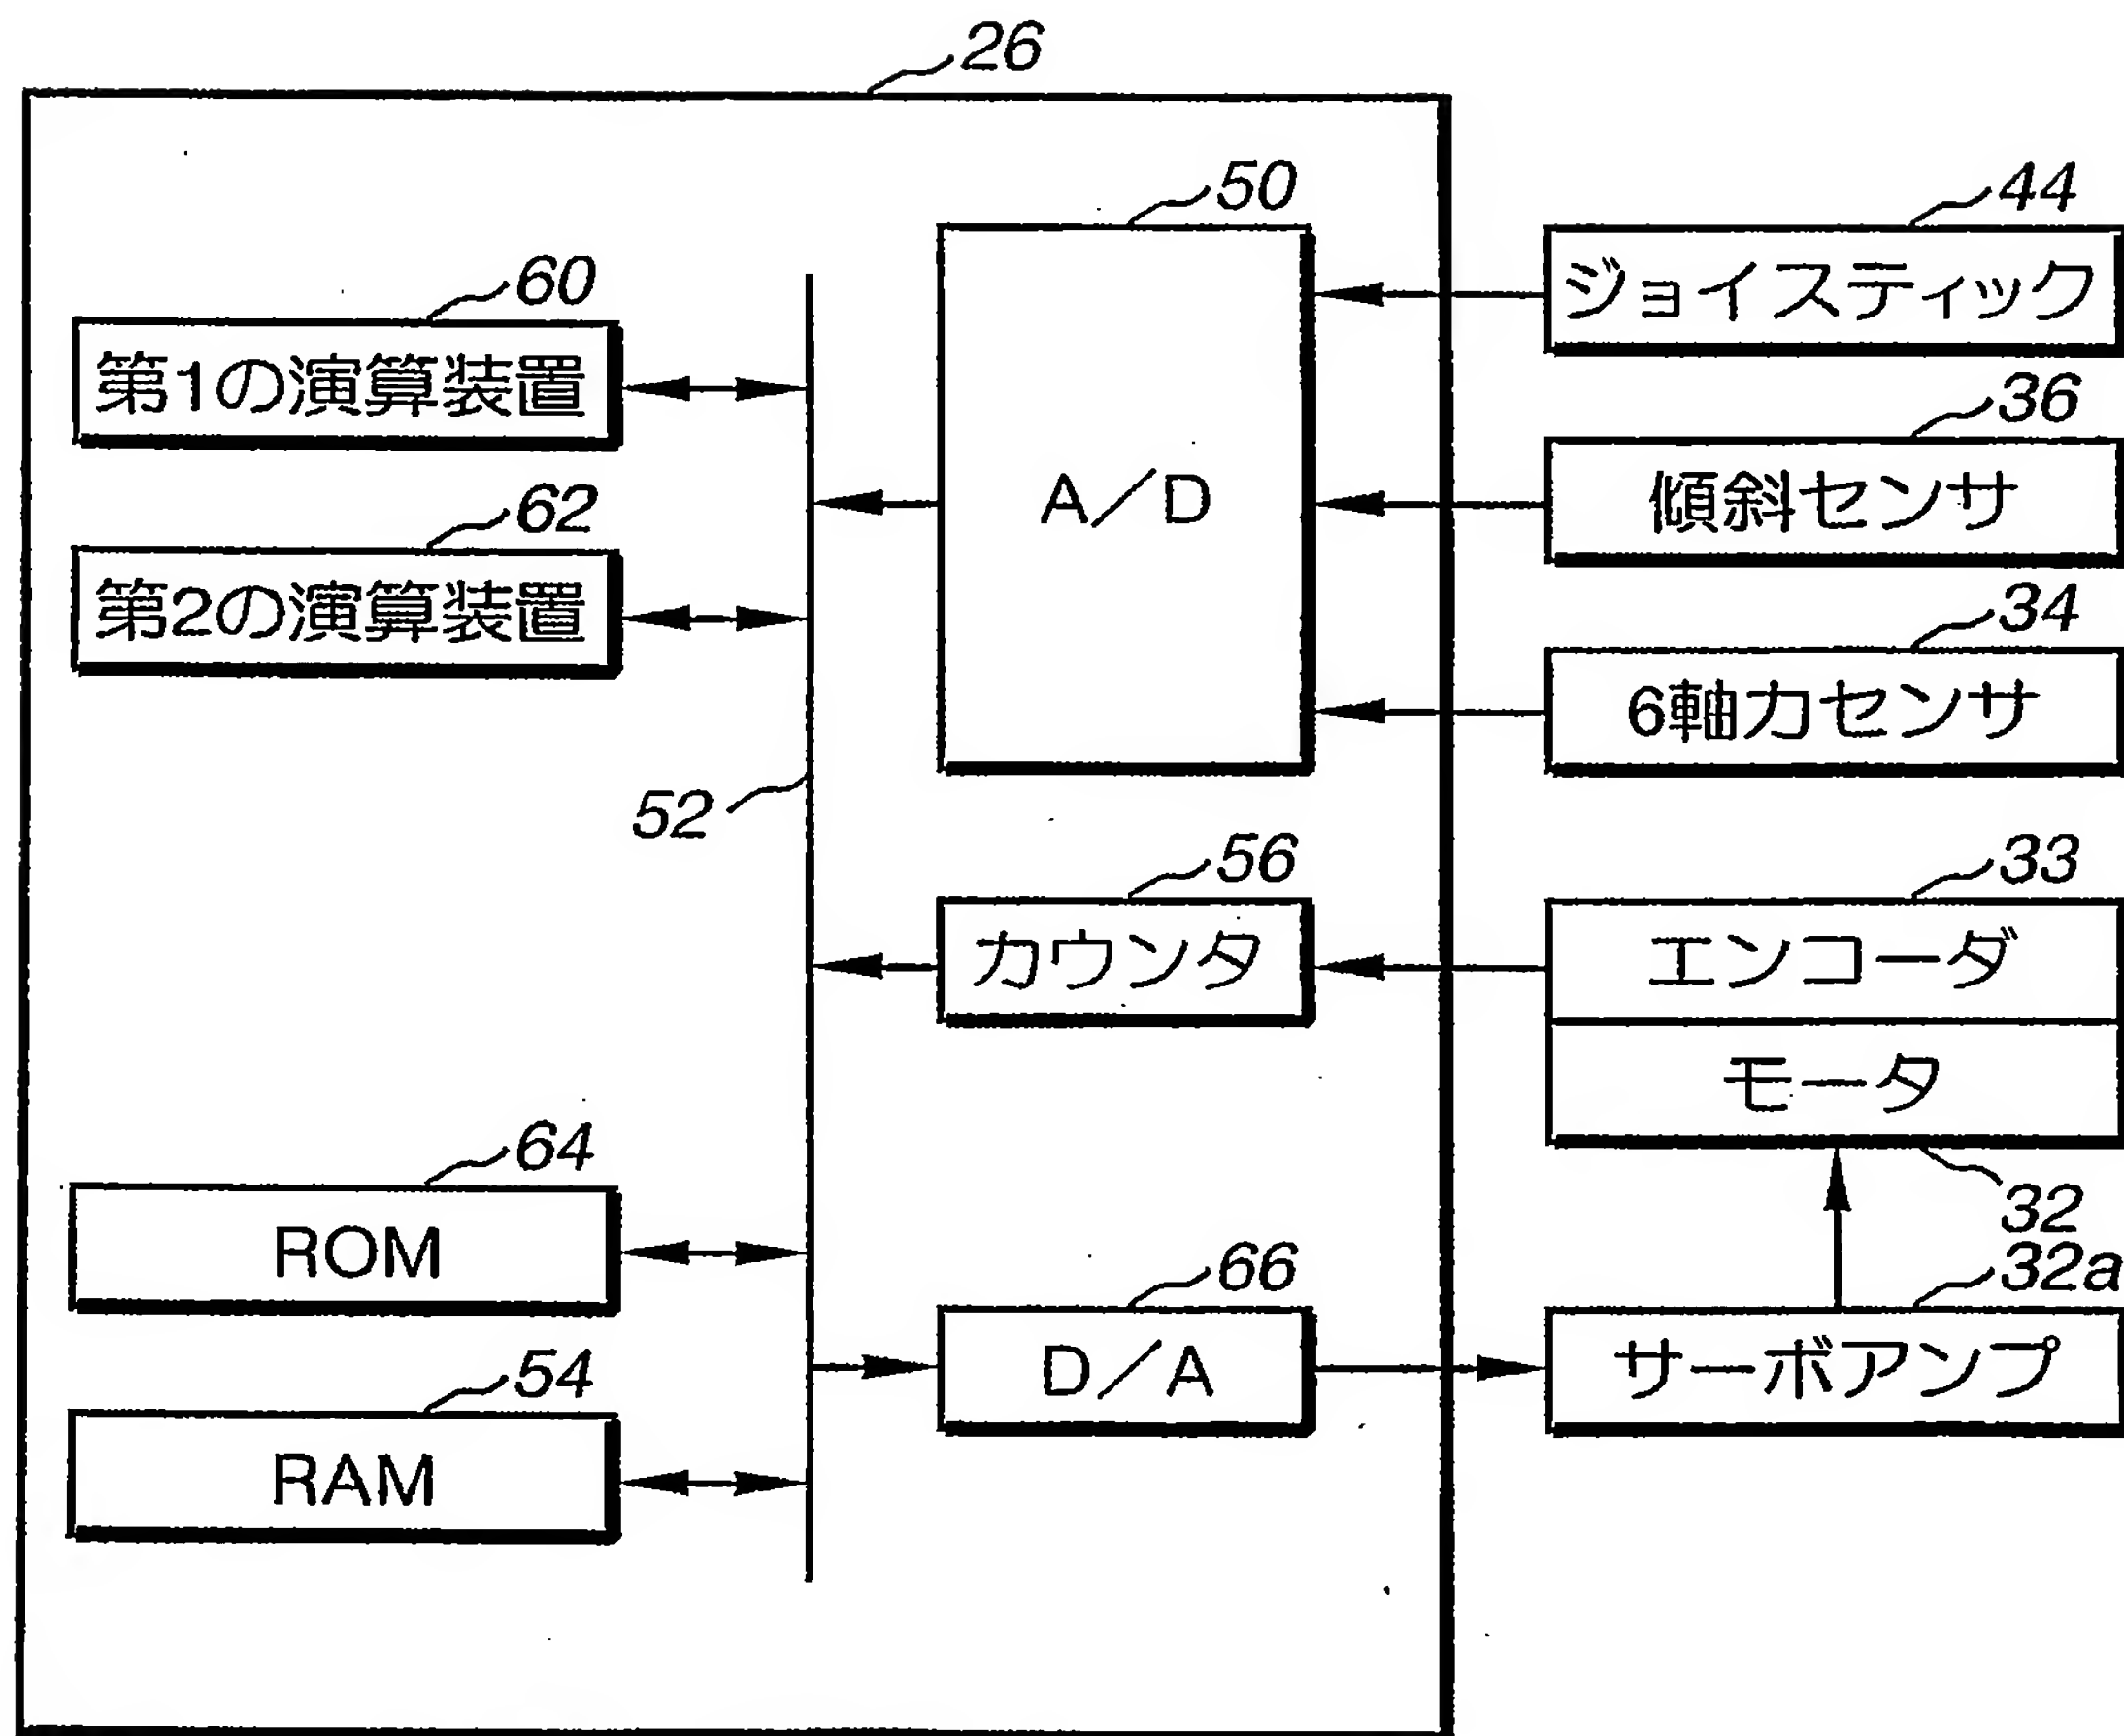 26
50
44
ジョイスティック
60
第1の演算装置
36
A／D
傾斜センサ
62
第2の演算装置
34
6軸力センサ
52
56
33
カウンタ
エンコーダ
モータ
64
ROM
32
66
32a
D／A
サーボアンプ
54
RAM